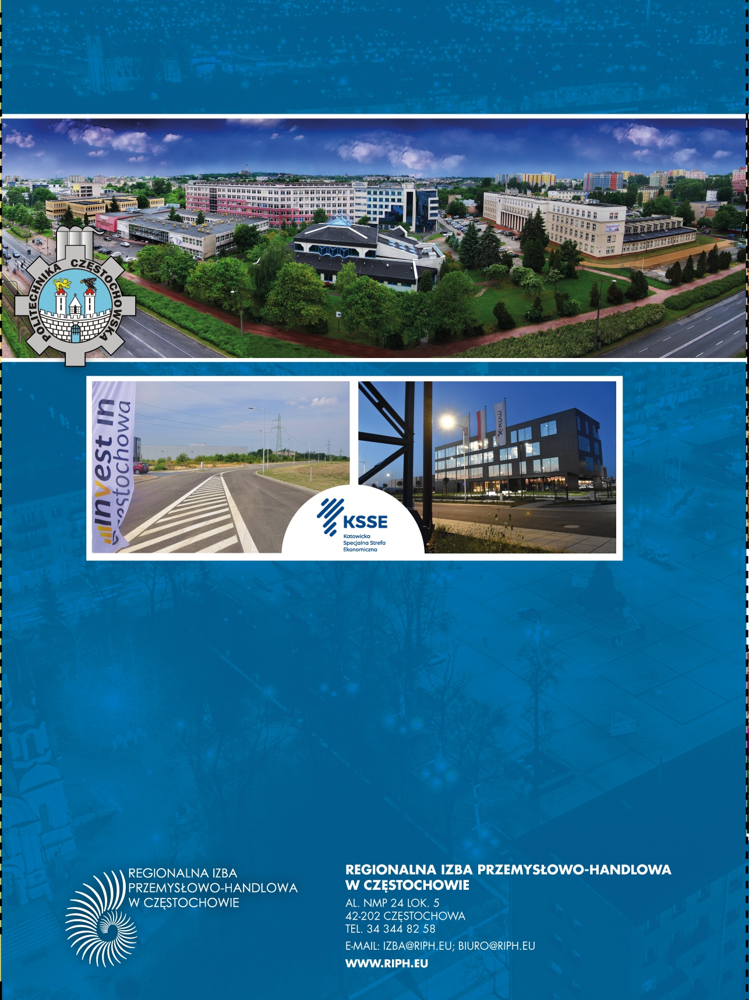 POLITECHNIKA CZĘSTOCHOWSKA
Invest in
Częstochowa
X-KOM
KSSE
Katowicka
Specjalna Strefa
Ekonomiczna
REGIONALNA IZBA
PRZEMYSŁOWO-HANDLOWA
W CZĘSTOCHOWIE
REGIONALNA IZBA PRZEMYSŁOWO-HANDLOWA
W CZĘSTOCHOWIE
AL. NMP 24 LOK. 5
42-202 CZĘSTOCHOWA
TEL. 34 344 82 58
E-MAIL: IZBA@RIPH.EU; BIURO@RIPH.EU
WWW.RIPH.EU